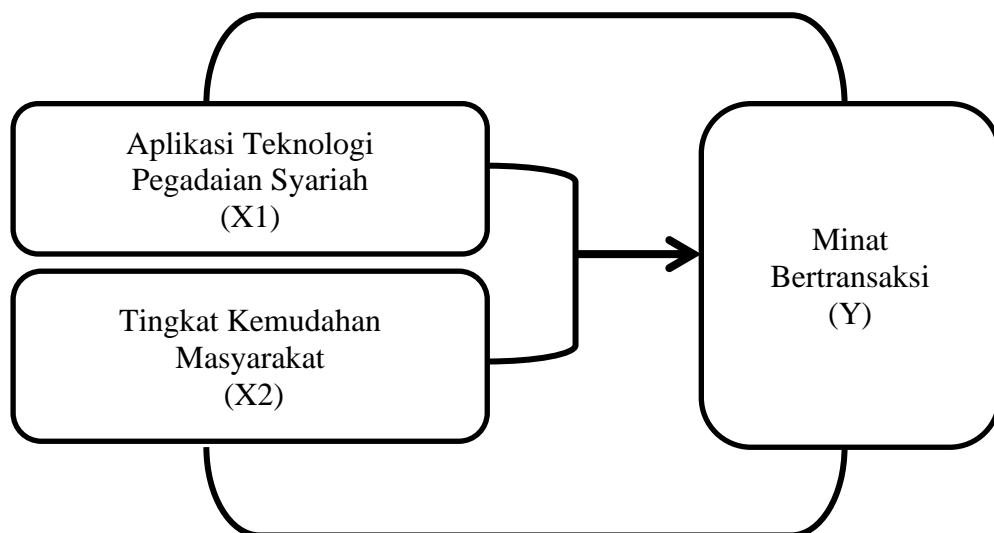 Aplikasi Teknologi
Pegadaian Syariah
(X1)
Tingkat Kemudahan
Masyarakat
(X2)
Minat
Bertransaksi
(Y)